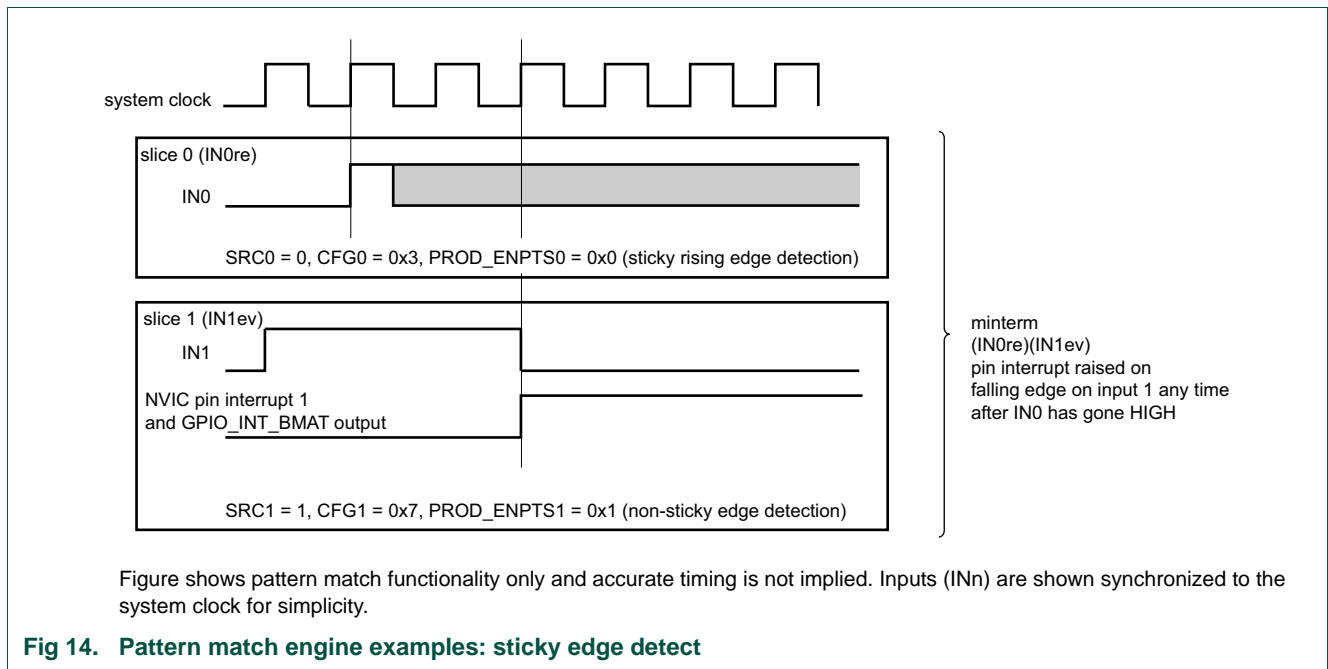 system clock
slice 0 (IN0re)
IN0
SRC0 = 0, CFG0 = 0x3, PROD_ENPTS0 = 0x0 (sticky rising edge detection)
slice 1 (IN1ev)
IN1
NVIC pin interrupt 1
and GPIO_INT_BMAT output
SRC1 = 1, CFG1 = 0x7, PROD_ENPTS1 = 0x1 (non-sticky edge detection)
minterm
(IN0re)(IN1ev)
pin interrupt raised on
falling edge on input 1 any time
after IN0 has gone HIGH
Figure shows pattern match functionality only and accurate timing is not implied. Inputs (INn) are shown synchronized to the
system clock for simplicity.
Fig 14. Pattern match engine examples: sticky edge detect